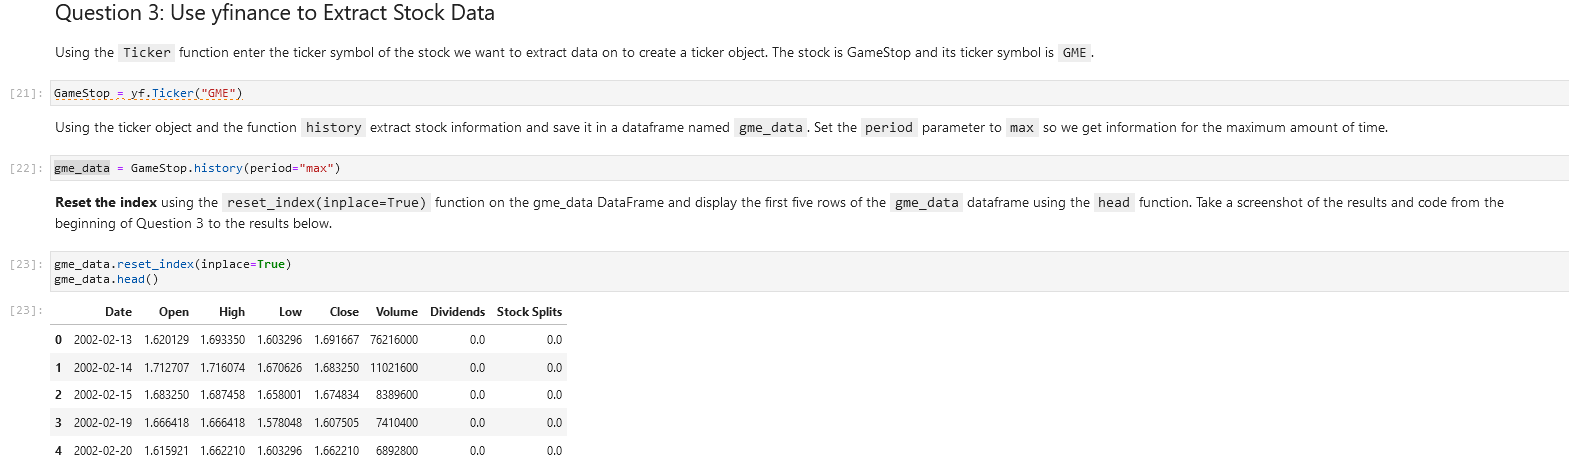 Question 3: Use yfinance to Extract Stock Data
Using the Ticker function enter the ticker symbol of the stock we want to extract data on to create a ticker object. The stock is GameStop and its ticker symbol is GME.
[21]: GameStop = yf.Ticker("GME")
Using the ticker object and the function history extract stock information and save it in a dataframe named gme_data. Set the period parameter to max so we get information for the maximum amount of time.
[22]: gme_data = GameStop.history(period="max")
Reset the index using the reset_index(inplace=True) function on the gme_data DataFrame and display the first five rows of the gme_data dataframe using the head function. Take a screenshot of the results and code from the
beginning of Question 3 to the results below.
[23]: gme_data.reset_index(inplace=True)
gme_data.head()
[23]: Date Open High Low Close Volume Dividends Stock Splits
0 2002-02-13 1.620129 1.693350 1.603296 1.691667 76216000 0.0 0.0
1 2002-02-14 1.712707 1.716074 1.670626 1.683250 11021600 0.0 0.0
2 2002-02-15 1.683250 1.687458 1.658001 1.674834 8389600 0.0 0.0
3 2002-02-19 1.666418 1.666418 1.578048 1.607505 7410400 0.0 0.0
4 2002-02-20 1.615921 1.662210 1.603296 1.662210 6892800 0.0 0.0